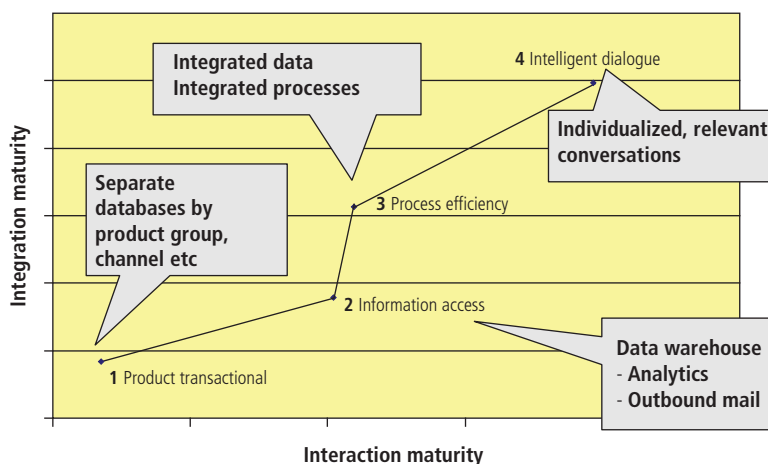 Integration maturity
Integrated data
Integrated processes
4 Intelligent dialogue
Individualized, relevant
conversations
Separate
databases by
product group,
channel etc
3 Process efficiency
2 Information access
1 Product transactional
Data warehouse
- Analytics
- Outbound mail
Interaction maturity